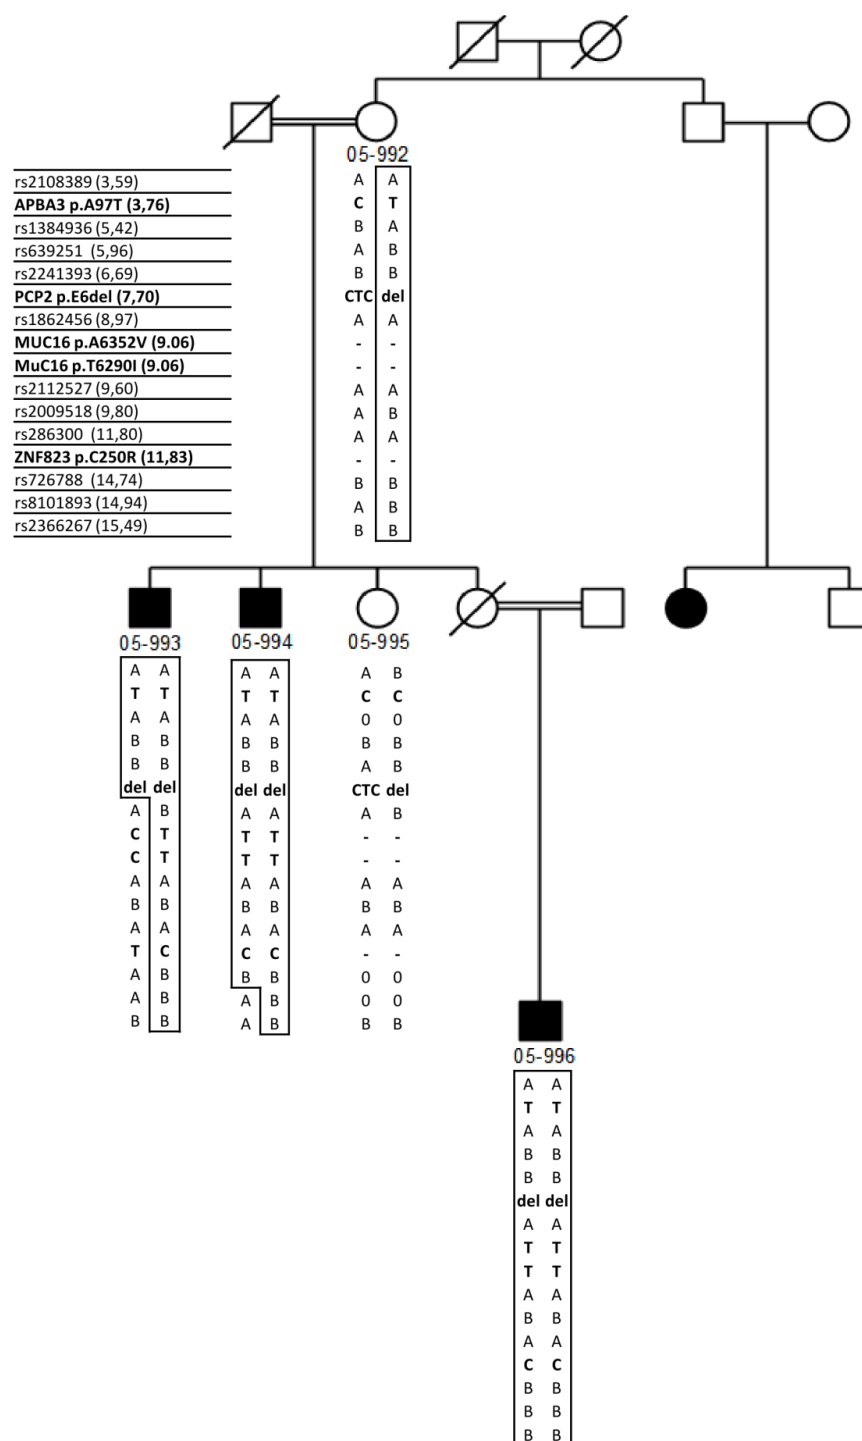 05-992
rs2108389 (3,59) A A
APBA3 p.A97T (3,76) C T
rs1384936 (5,42) B A
rs639251 (5,96) A B
rs2241393 (6,69) B B
PCP2 p.E6del (7,70) CTC del
rs1862456 (8,97) A A
MUC16 p.A6352V (9.06) - -
MuC16 p.T6290I (9.06) - -
rs2112527 (9,60) A A
rs2009518 (9,80) A B
rs286300 (11,80) A A
ZNF823 p.C250R (11,83) - -
rs726788 (14,74) B B
rs8101893 (14,94) A B
rs2366267 (15,49) B B
05-993 05-994 05-995
A A A A A B
T T T T C C
A A A A 0 0
B B B B B B
B B B B A B
del del del del CTC del
A B A A A B
C T T T - -
C T T T - -
A A A A A A
B B B B B B
A A A A A A
T C C C - -
A B B B 0 0
A B A B 0 0
B B A B B B
05-996
A A
T T
A A
B B
B B
del del
A A
T T
T T
A A
B B
A A
C C
B B
B B
B B